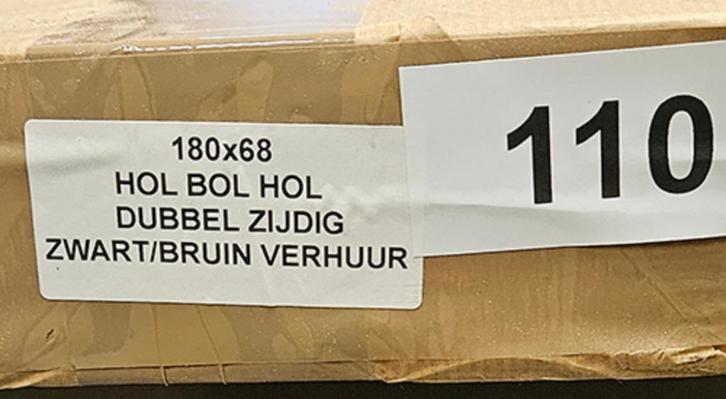 180x68
HOL BOL HOL
DUBBEL ZIJDIG
ZWART/BRUIN VERHUUR
110